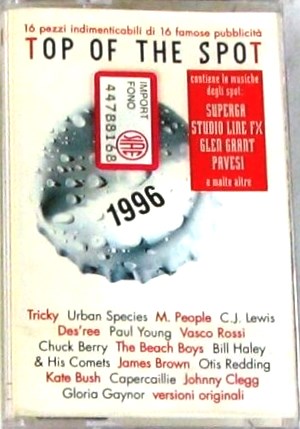 16 pezzi indimenticabili di 16 famose pubblicità
TOP OF THE SPOT
IMPORT
FONO
44788168
SIAE
contiene le musiche
degli spot:
SUPERGA
STUDIO LINE FX
GLEN GRANT
PAVESI
e molte altre
1996
Tricky Urban Species M. People C.J. Lewis
Des'ree Paul Young Vasco Rossi
Chuck Berry The Beach Boys Bill Haley
& His Comets James Brown Otis Redding
Kate Bush Capercaillie Johnny Clegg
Gloria Gaynor versioni originali